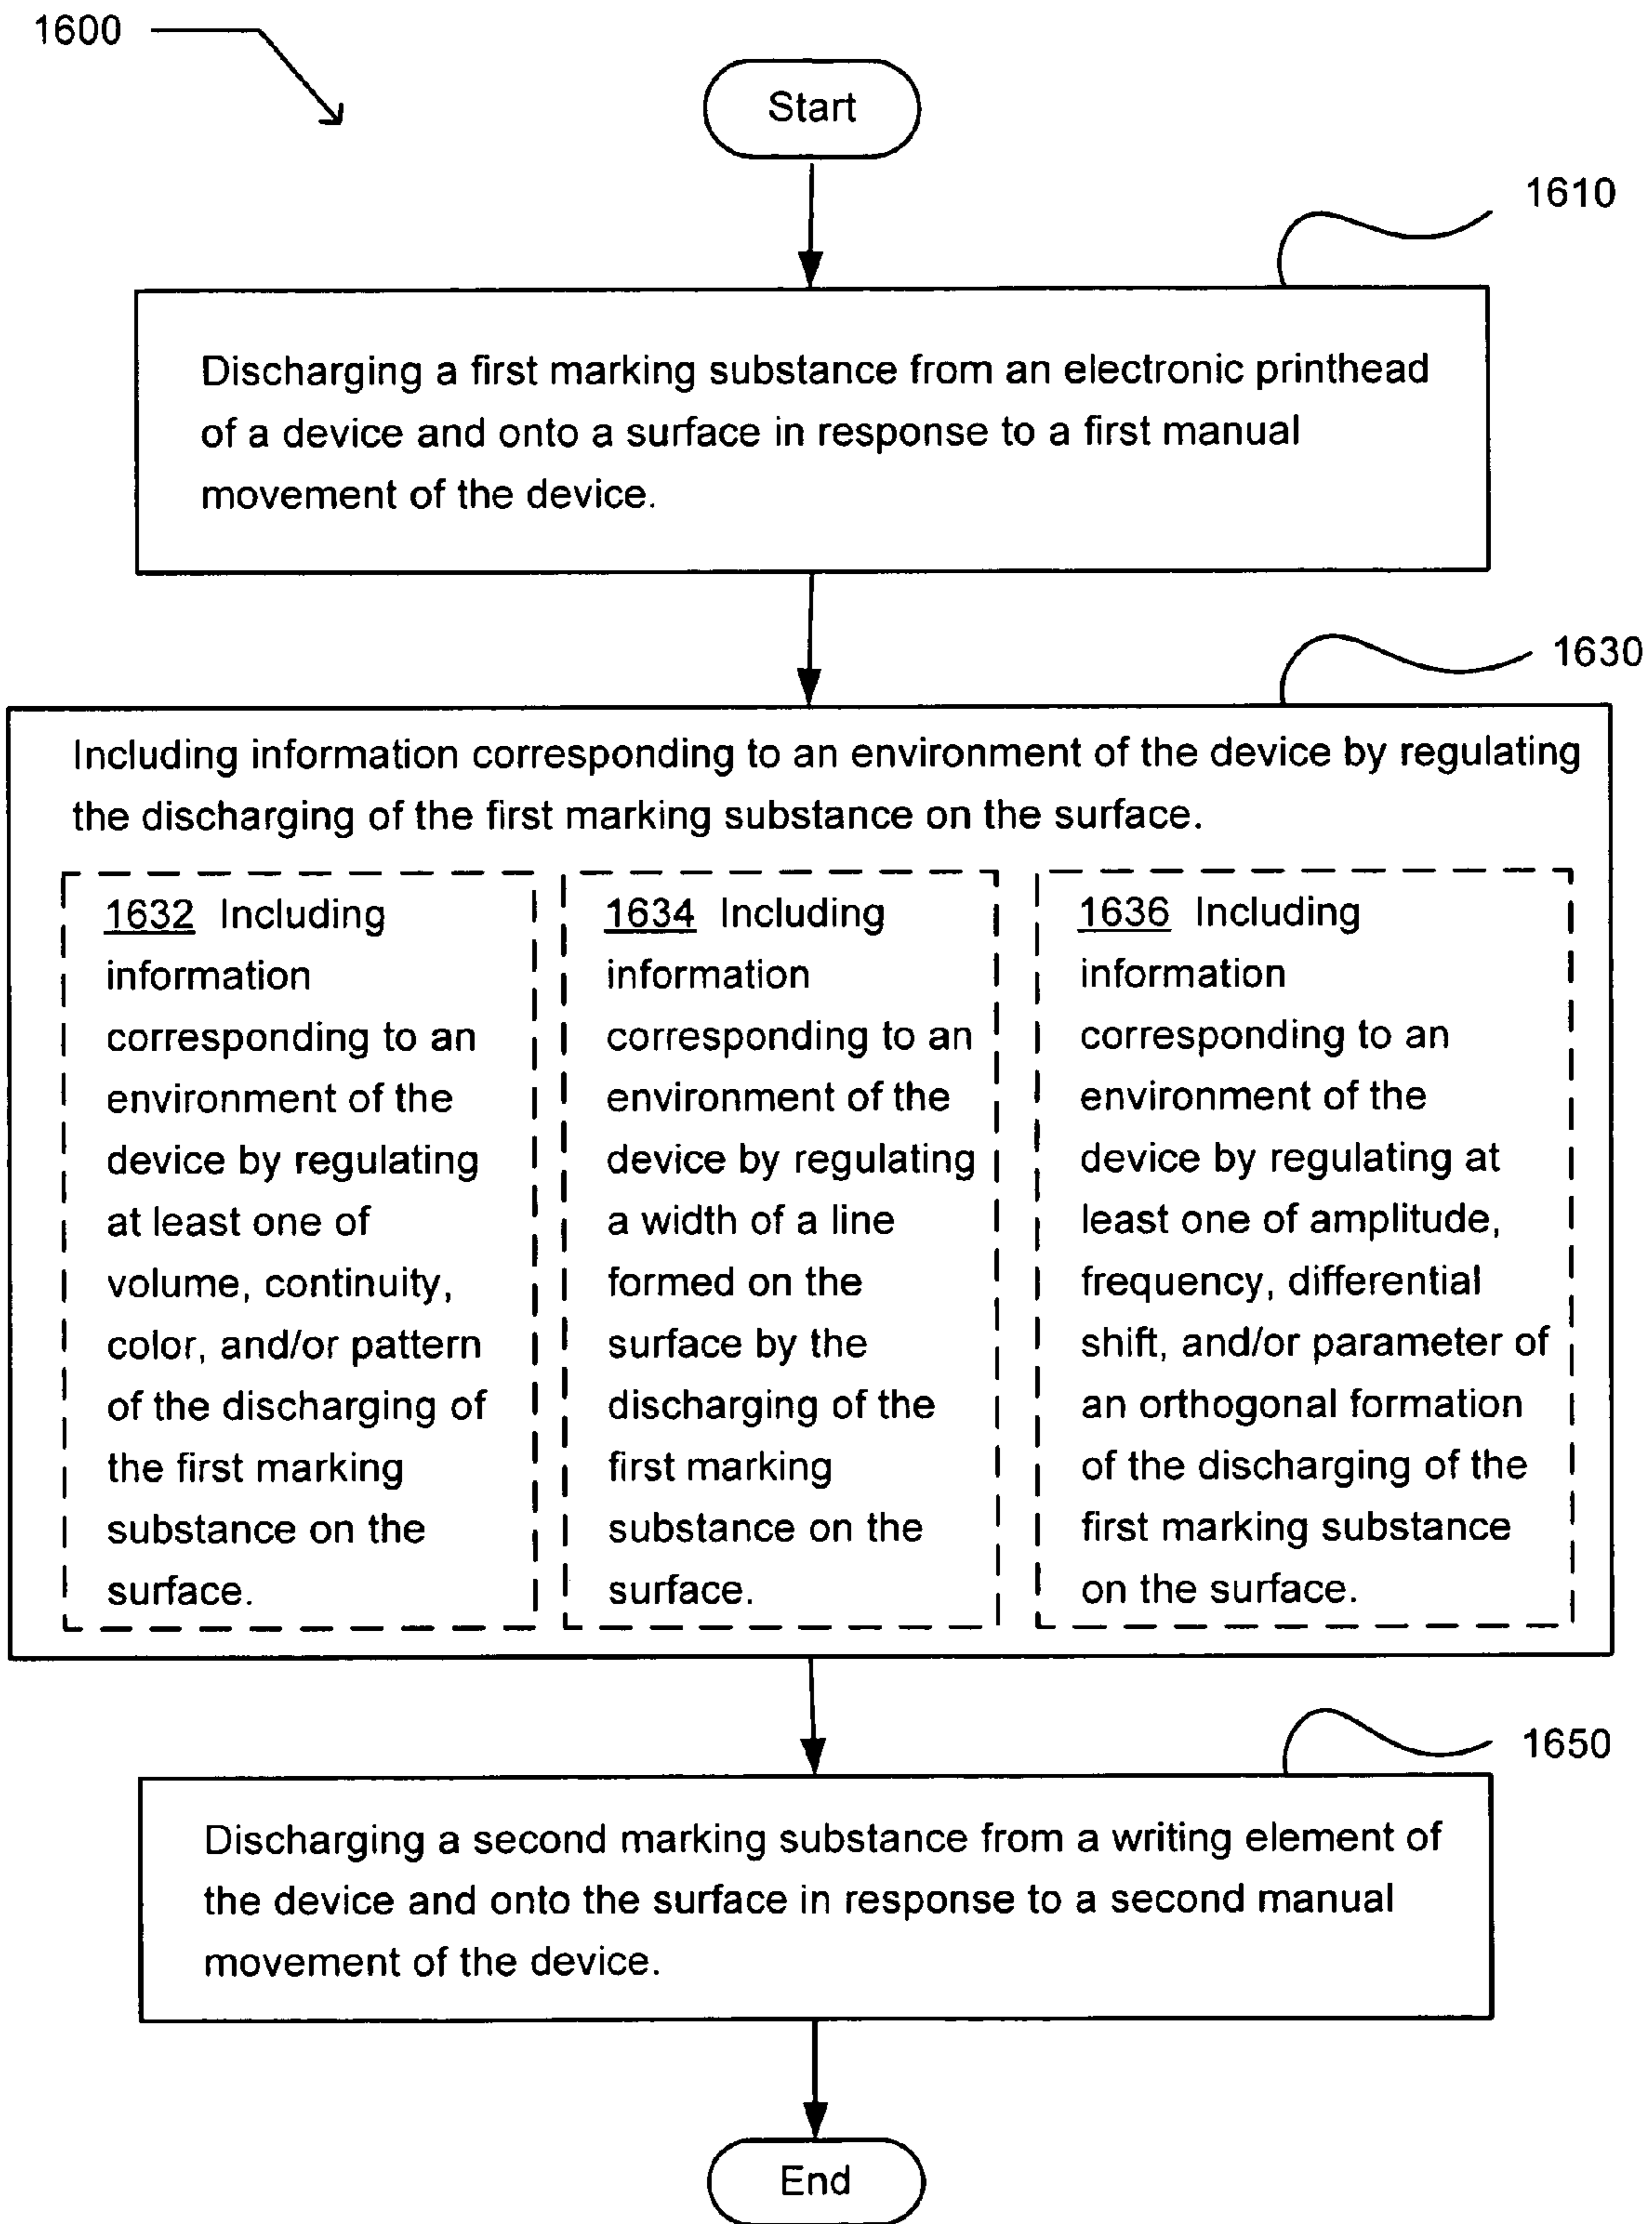 1600
Start
1610
Discharging a first marking substance from an electronic printhead
of a device and onto a surface in response to a first manual
movement of the device.
1630
Including information corresponding to an environment of the device by regulating
the discharging of the first marking substance on the surface.
1632 Including
information
corresponding to an
environment of the
device by regulating
at least one of
volume, continuity,
color, and/or pattern
of the discharging of
the first marking
substance on the
surface.
1634 Including
information
corresponding to an
environment of the
device by regulating
a width of a line
formed on the
surface by the
discharging of the
first marking
substance on the
surface.
1636 Including
information
corresponding to an
environment of the
device by regulating at
least one of amplitude,
frequency, differential
shift, and/or parameter of
an orthogonal formation
of the discharging of the
first marking substance
on the surface.
1650
Discharging a second marking substance from a writing element of
the device and onto the surface in response to a second manual
movement of the device.
End